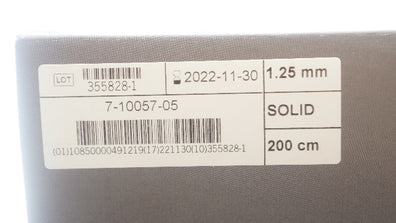 LOT 355828-1 2022-11-30 1.25 mm
7-10057-05 SOLID
(01)10850000491219(17)221130(10)355828-1 200 cm